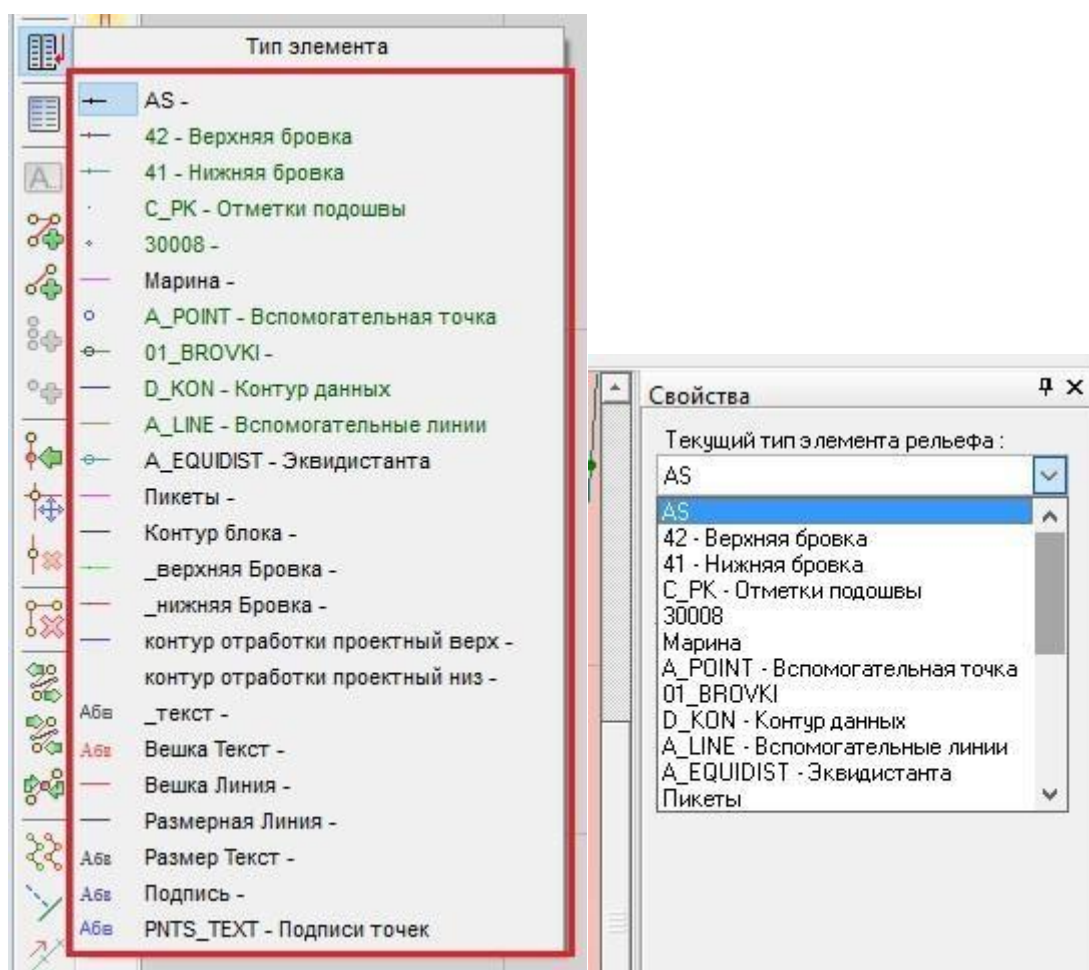 Тип элемента
AS -
42 - Верхняя бровка
41 - Нижняя бровка
C_PK - Отметки подошвы
30008 -
Марина -
A_POINT - Вспомогательная точка
01_BROVKI -
D_KON - Контур данных
A_LINE - Вспомогательные линии
A_EQUIDIST - Эквидистанта
Пикеты -
Контур блока -
_верхняя Бровка -
_нижняя Бровка -
контур отработки проектный верх -
контур отработки проектный низ -
Абв _текст -
Абв Вешка Текст -
Вешка Линия -
Размерная Линия -
Абв Размер Текст -
Абв Подпись -
Абв PNTS_TEXT - Подписи точек
A
Свойства
Текущий тип элемента рельефа :
AS
AS
42 - Верхняя бровка
41 - Нижняя бровка
C_PK - Отметки подошвы
30008
Марина
A_POINT - Вспомогательная точка
01_BROVKI
D_KON - Контур данных
A_LINE - Вспомогательные линии
A_EQUIDIST - Эквидистанта
Пикеты